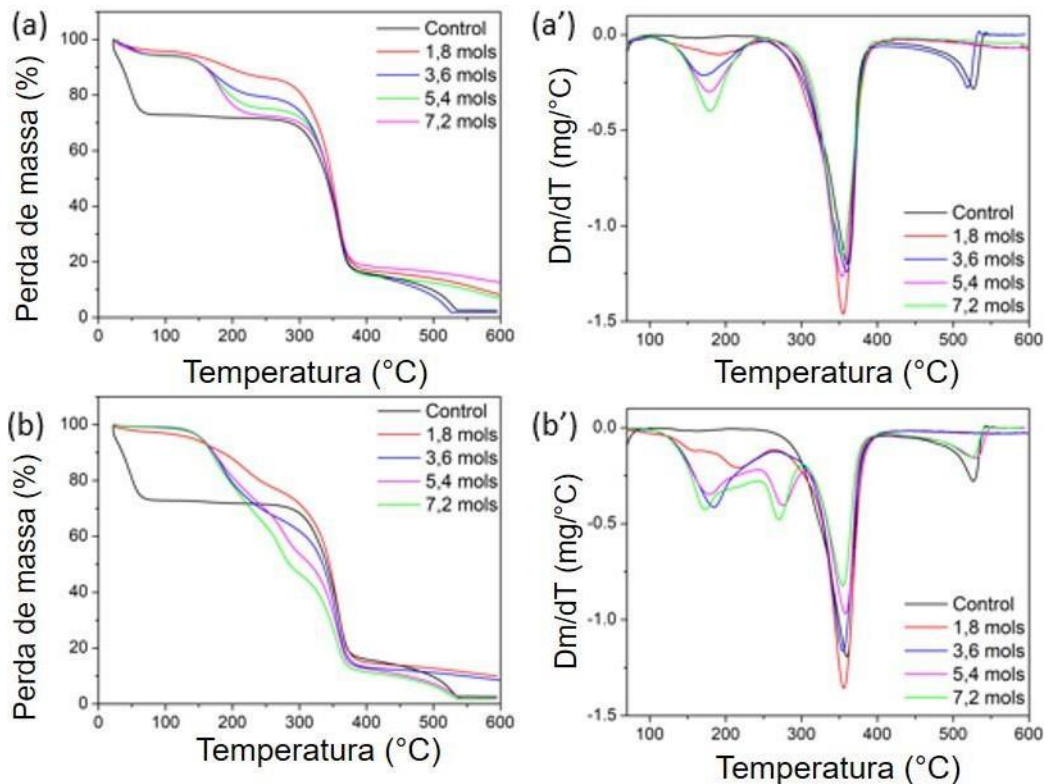 (a)
Perda de massa (%)
100
80
60
40
20
0
Control
1,8 mols
3,6 mols
5,4 mols
7,2 mols
0 100 200 300 400 500 600
Temperatura (°C)
(a’)
Dm/dT (mg/°C)
0.0
-0.5
-1.0
-1.5
Control
1,8 mols
3,6 mols
5,4 mols
7,2 mols
100 200 300 400 500 600
Temperatura (°C)
(b)
Perda de massa (%)
100
80
60
40
20
0
Control
1,8 mols
3,6 mols
5,4 mols
7,2 mols
0 100 200 300 400 500 600
Temperatura (°C)
(b’)
Dm/dT (mg/°C)
0.0
-0.5
-1.0
-1.5
Control
1,8 mols
3,6 mols
5,4 mols
7,2 mols
100 200 300 400 500 600
Temperatura (°C)